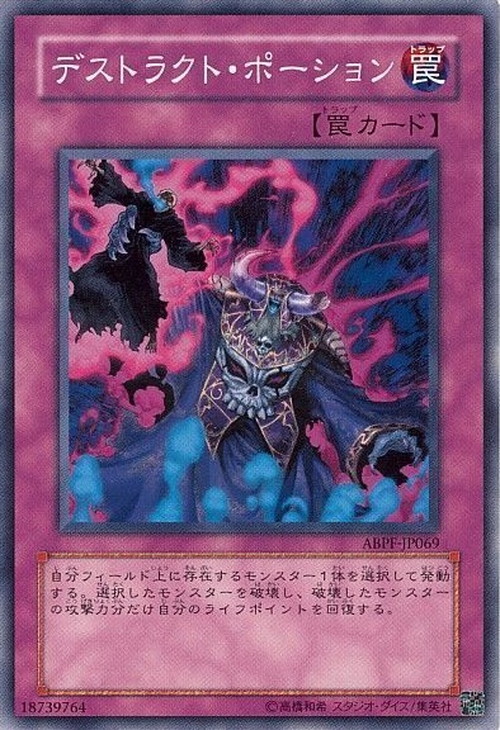 デストラクト・ポーション 罠
トラップ
【罠カード】
トラップ
ABPF-JP069
自分フィールド上に存在するモンスター1体を選択して発動
する。選択したモンスターを破壊し、破壊したモンスター
の攻撃力分だけ自分のライフポイントを回復する。
18739764 ©高橋和希 スタジオ・ダイス/集英社